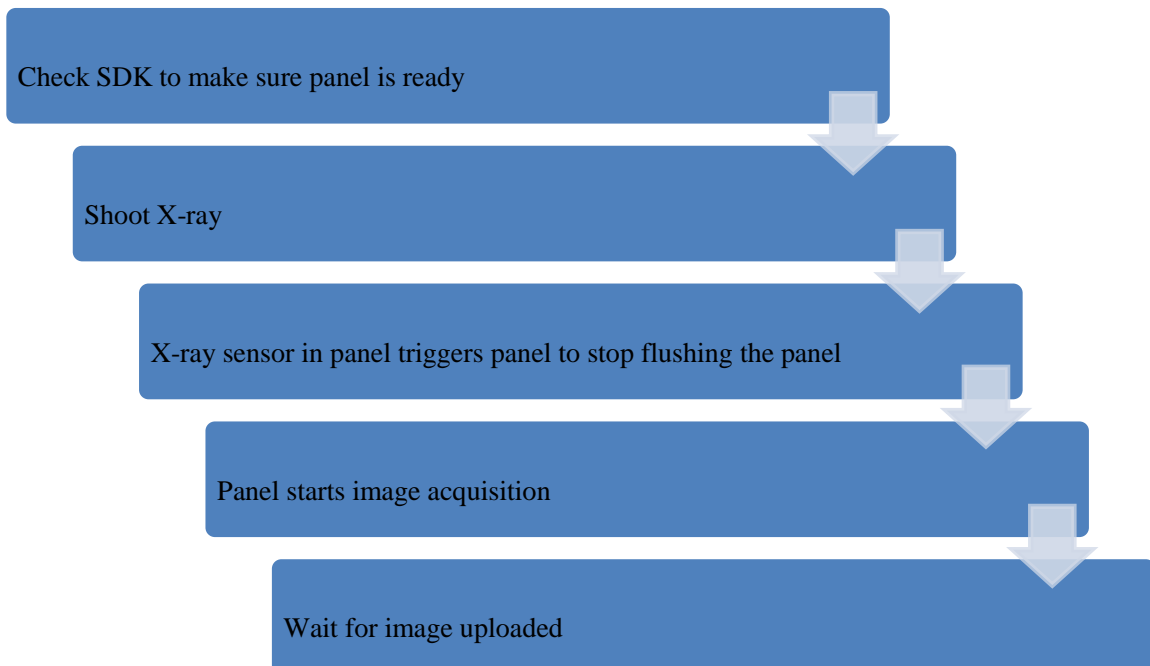 Check SDK to make sure panel is ready
Shoot X-ray
X-ray sensor in panel triggers panel to stop flushing the panel
Panel starts image acquisition
Wait for image uploaded